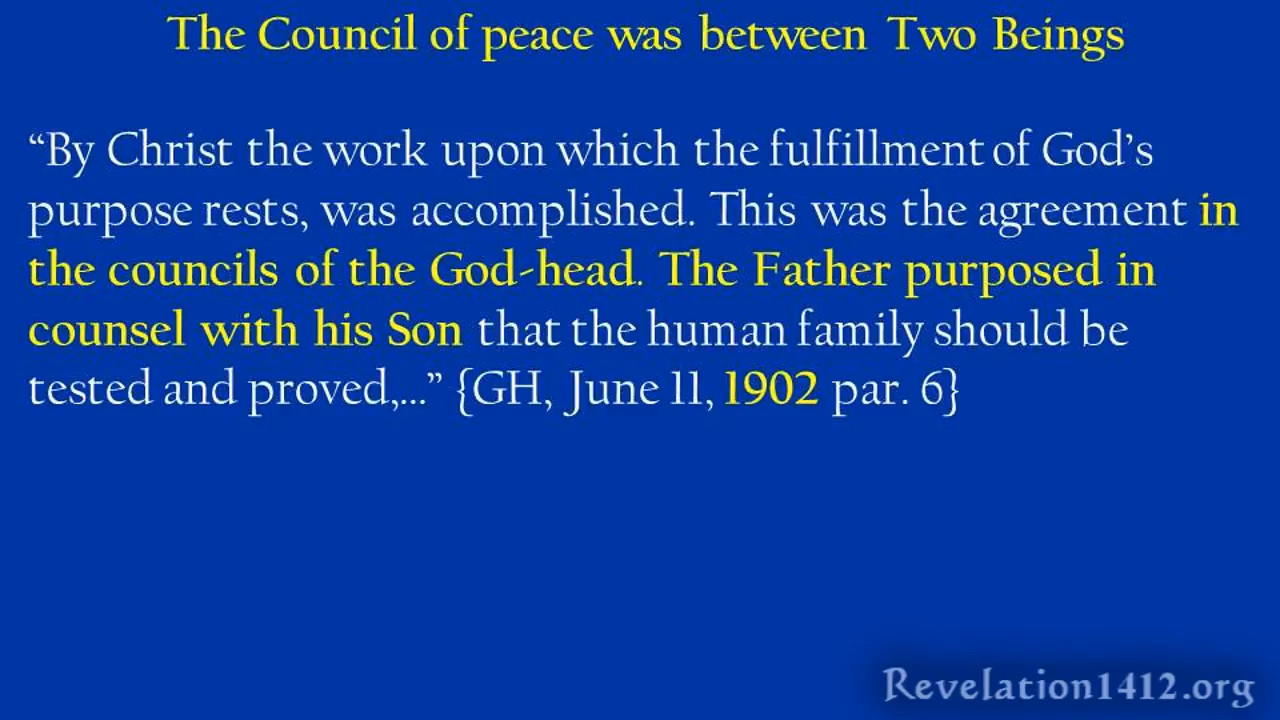 The Council of peace was between Two Beings
“By Christ the work upon which the fulfillment of God’s
purpose rests, was accomplished. This was the agreement in
the councils of the God-head. The Father purposed in
counsel with his Son that the human family should be
tested and proved,...” {GH, June 11, 1902 par. 6}
Revelation1412.org